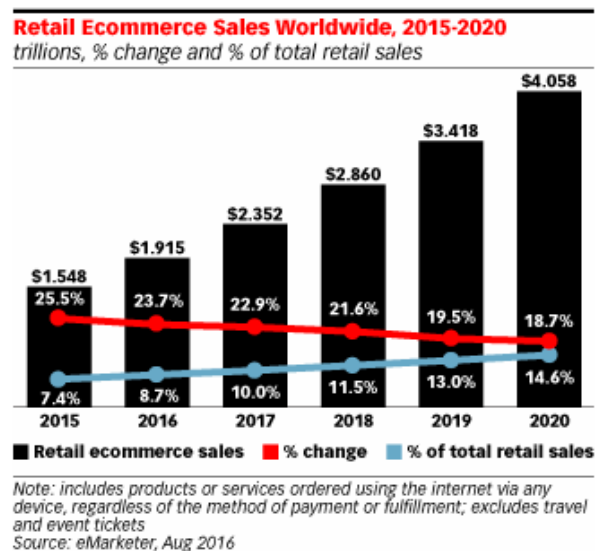 Retail Ecommerce Sales Worldwide, 2015-2020
trillions, % change and % of total retail sales
$4.058
$3.418
$2.860
$2.352
$1.915
$1.548
25.5% 23.7% 22.9% 21.6% 19.5% 18.7%
7.4% 8.7% 10.0% 11.5% 13.0% 14.6%
2015 2016 2017 2018 2019 2020
Retail ecommerce sales % change % of total retail sales
Note: includes products or services ordered using the internet via any
device, regardless of the method of payment or fulfillment; excludes travel
and event tickets
Source: eMarketer, Aug 2016